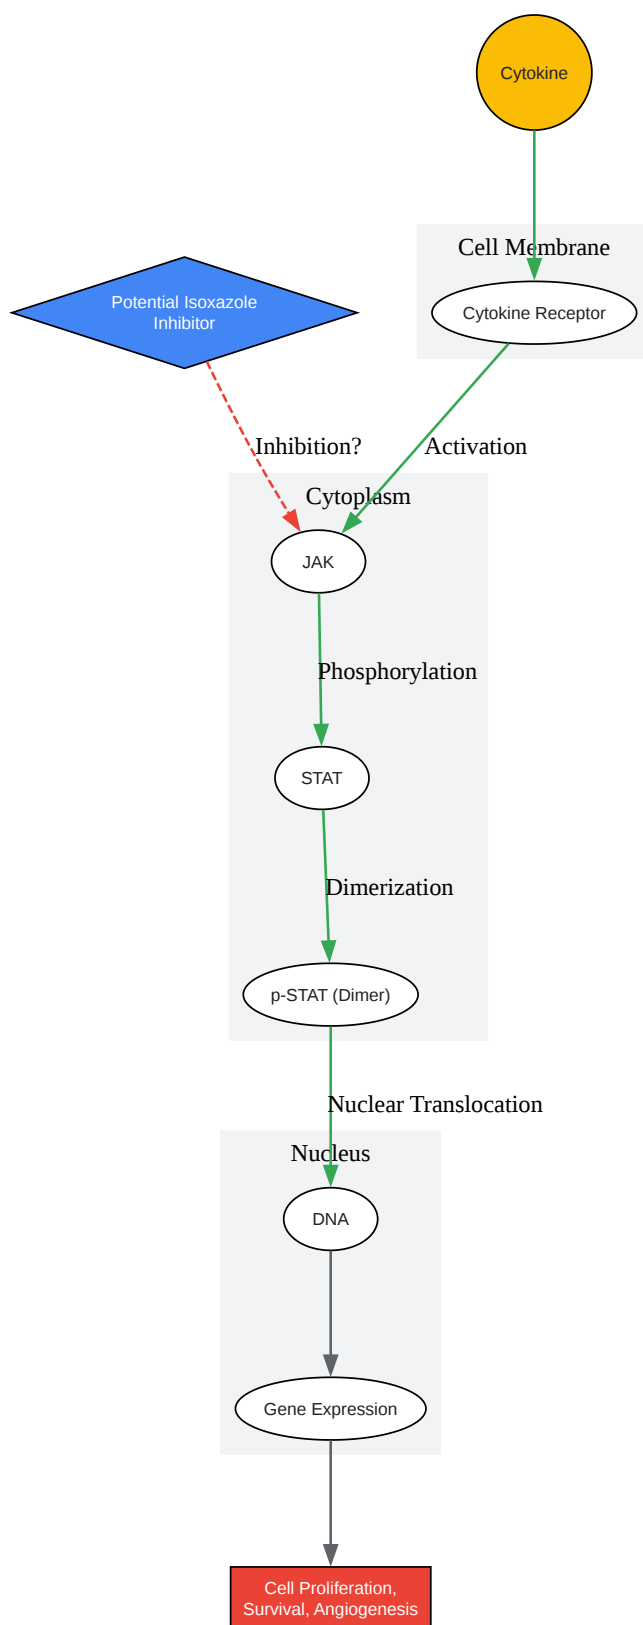 Cytokine
Cell Membrane
Potential Isoxazole
Inhibitor
Cytokine Receptor
Inhibition?
Activation
Cytoplasm
JAK
Phosphorylation
STAT
Dimerization
p-STAT (Dimer)
Nuclear Translocation
Nucleus
DNA
Gene Expression
Cell Proliferation,
Survival, Angiogenesis